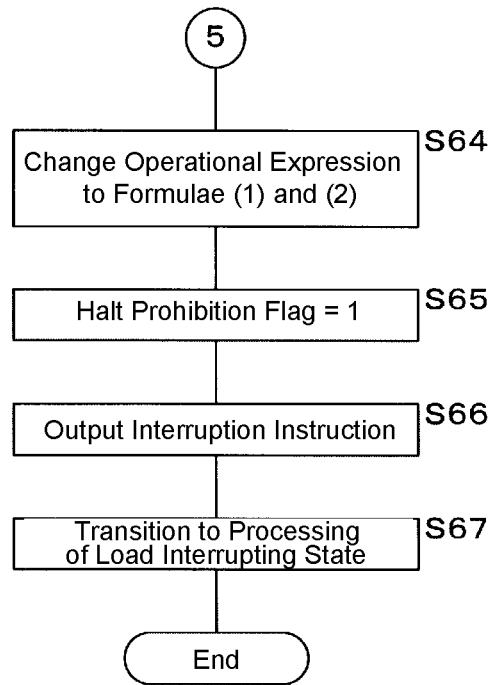 5
S64
Change Operational Expression
to Formulae (1) and (2)
S65
Halt Prohibition Flag = 1
S66
Output Interruption Instruction
S67
Transition to Processing
of Load Interrupting State
End